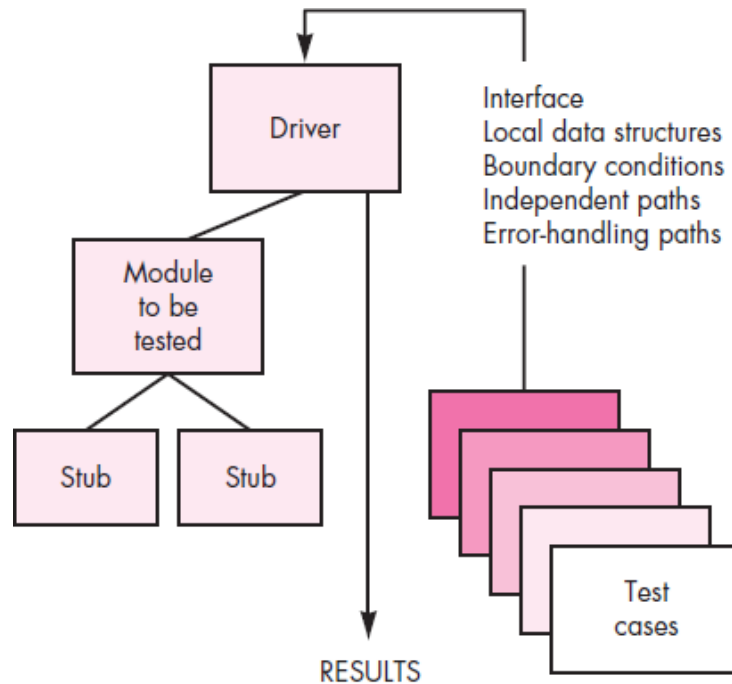 Driver
Interface
Local data structures
Boundary conditions
Independent paths
Error-handling paths
Module
to be
tested
Stub
Stub
Test
cases
RESULTS